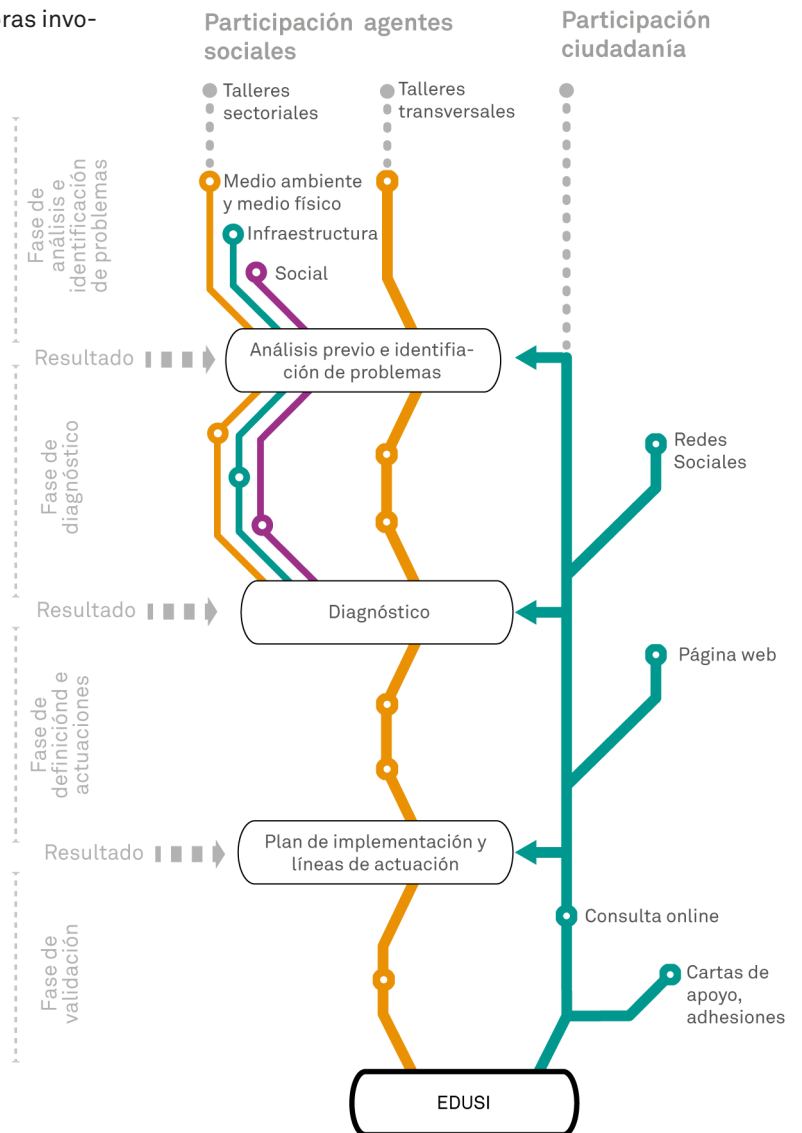 ras invo-
Participación agentes
sociales
Participación
ciudadanía
Talleres
sectoriales
Talleres
transversales
Fase de
análisis e
identificación
de problemas
Medio ambiente
y medio físico
Infraestructura
Social
Resultado
Análisis previo e identifia-
ción de problemas
Fase de
diagnóstico
Redes
Sociales
Resultado
Diagnóstico
Fase de
definiciónd e
actuaciones
Página web
Resultado
Plan de implementación y
líneas de actuación
Fase de
validación
Consulta online
Cartas de
apoyo,
adhesiones
EDUSI